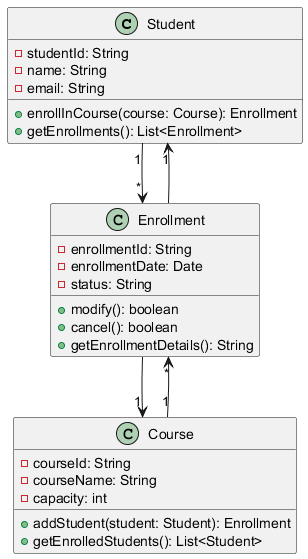 C Student
studentId: String
name: String
email: String
enrollInCourse(course: Course): Enrollment
getEnrollments(): List<Enrollment>
1 1
*
C Enrollment
enrollmentId: String
enrollmentDate: Date
status: String
modify(): boolean
cancel(): boolean
getEnrollmentDetails(): String
*
1 1
C Course
courseId: String
courseName: String
capacity: int
addStudent(student: Student): Enrollment
getEnrolledStudents(): List<Student>